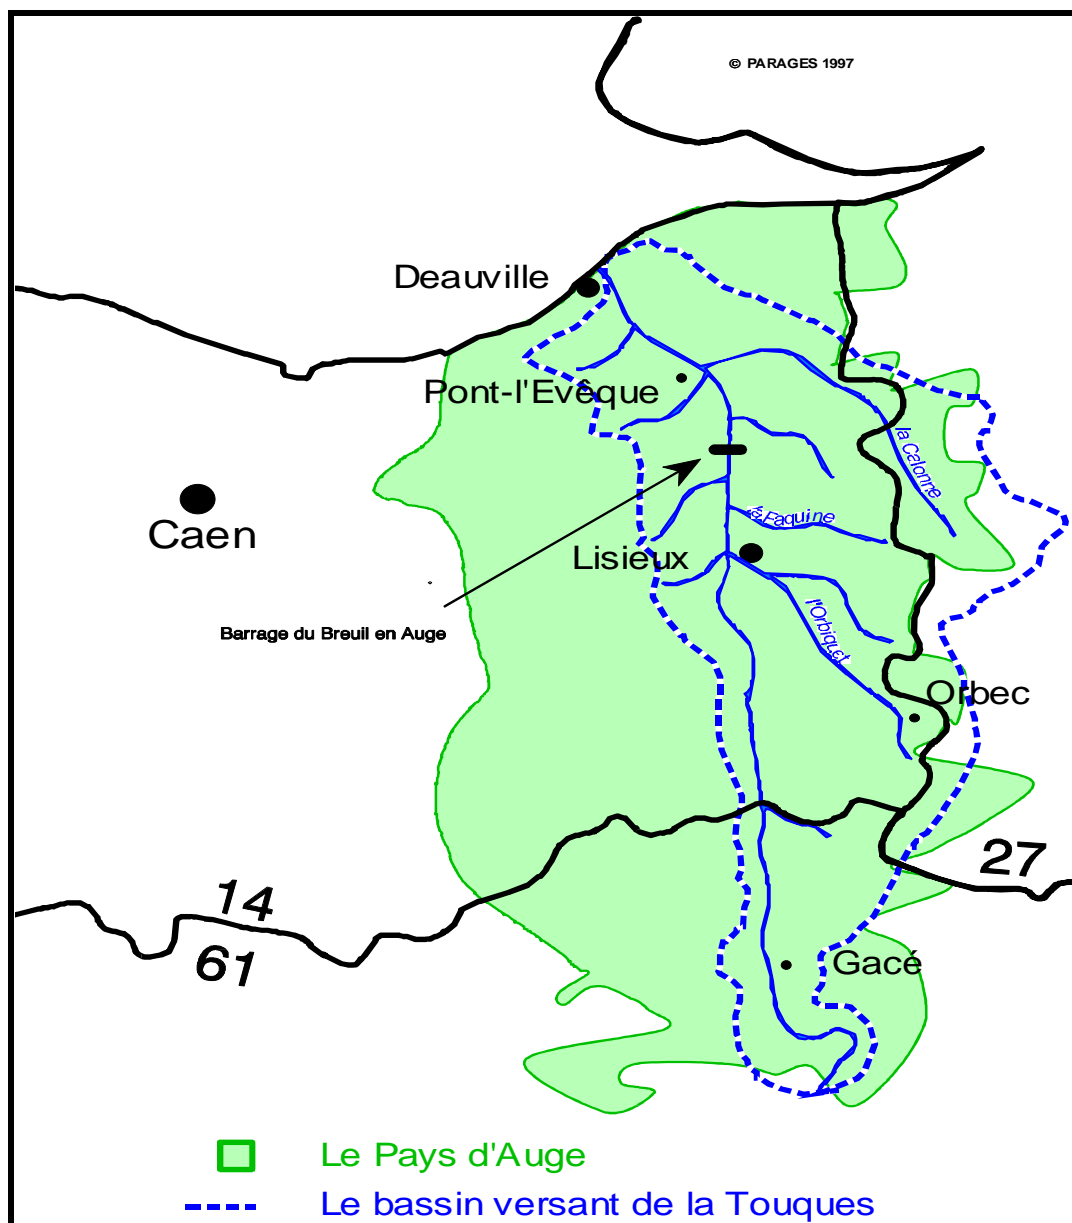 © PARAGES 1997
Deauville
Pont-l'Evêque
la Calonne
Caen
la Paquine
Lisieux
l'Orbiquet
Barrage du Breuil en Auge
Orbec
27
14
61
Gacé
Le Pays d'Auge
Le bassin versant de la Touques